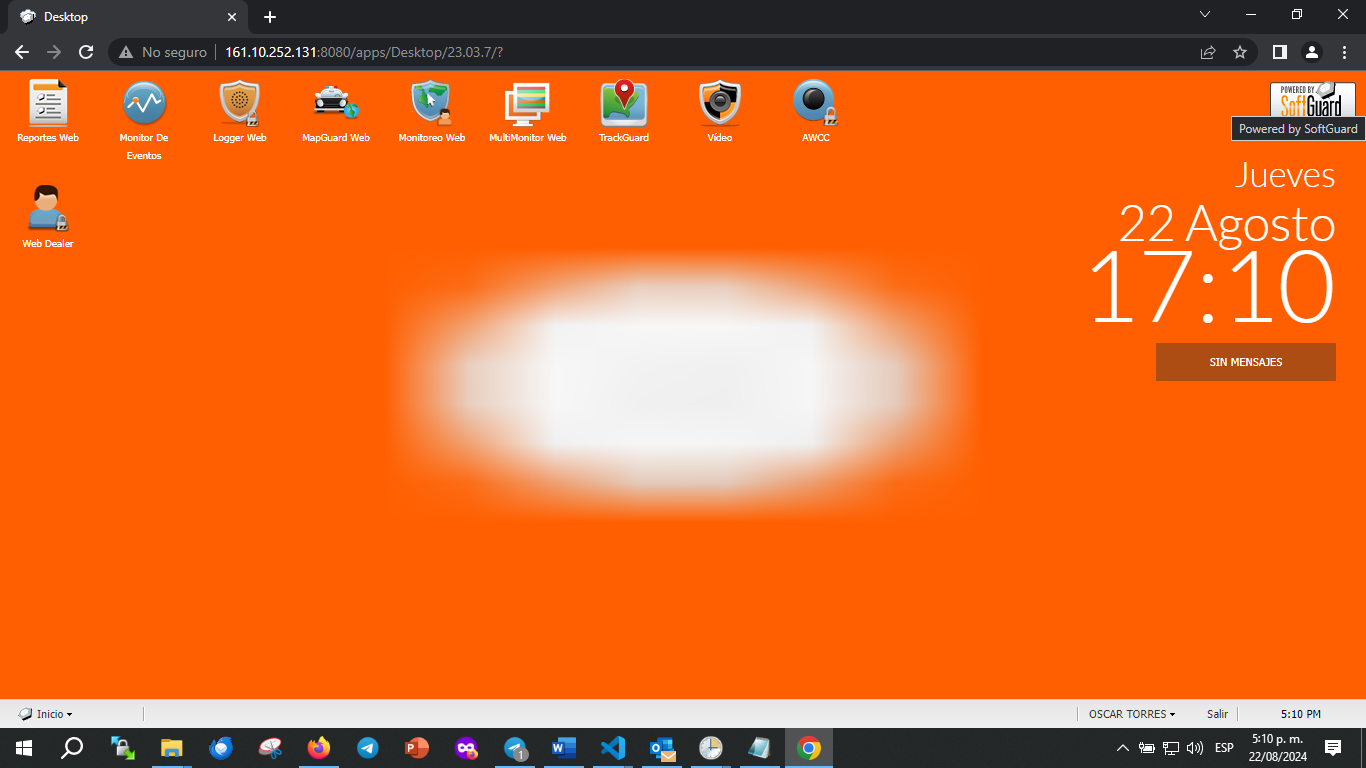 Desktop
No seguro
161.10.252.131:8080/apps/Desktop/23.03.7/?
Reportes Web
Monitor De
Eventos
Logger Web
MapGuard Web
Monitoreo Web
MultiMonitor Web
TrackGuard
Vídeo
AWCC
Web Dealer
POWERED BY
SoftGuard
Powered by SoftGuard
Jueves
22 Agosto
17:10
SIN MENSAJES
Inicio
OSCAR TORRES
Salir
5:10 PM
1
ESP
5:10 p. m.
22/08/2024